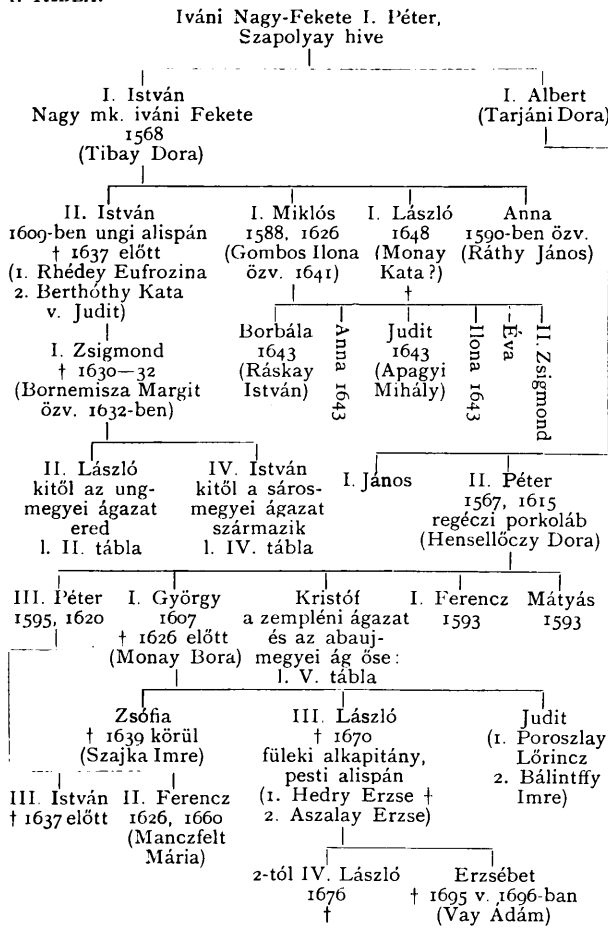 Iváni Nagy-Fekete I. Péter,
Szapolyay hive
I. István
Nagy mk. iváni Fekete
1568
(Tibay Dora)
I. Albert
(Tarjáni Dora)
II. István
1609-ben ungi alispán
† 1637 előtt
(1. Rhédey Eufrozina
2. Berthóthy Kata
v. Judit)
I. Miklós
1588, 1626
(Gombos Ilona
özv. 1641)
I. László
1648
(Monay
Kata?)
†
Anna
1590-ben özv.
(Ráthy János)
I. Zsigmond
† 1630—32
(Bornemisza Margit
özv. 1632-ben)
Borbála
1643
(Ráskay
István)
Anna 1643
Judit
1643
(Apagyi
Mihály)
Ilona 1643
Éva
II. Zsigmond
II. László
kitől az ung-
megyei ágazat
ered
l. II. tábla
IV. István
kitől a sáros-
megyei ágazat
származik
l. IV. tábla
I. János
II. Péter
1567, 1615
regéczi porkoláb
(Hensellőczy Dora)
III. Péter
1595, 1620
I. György
1607
† 1626 előtt
(Monay Bora)
Kristóf
a zempléni ágazat
és az abauj-
megyei ág őse:
l. V. tábla
I. Ferencz
1593
Mátyás
1593
Zsófia
† 1639 körül
(Szajka Imre)
III. László
† 1670
füleki alkapitány,
pesti alispán
(1. Hedry Erzse †
2. Aszalay Erzse)
Judit
(1. Poroszlay
Lőrincz
2. Bálintffy
Imre)
III. István
† 1637 előtt
II. Ferencz
1626, 1660
(Manczfelt
Mária)
2-tól IV. László
1676
†
Erzsébet
† 1695 v. 1696-ban
(Vay Ádám)